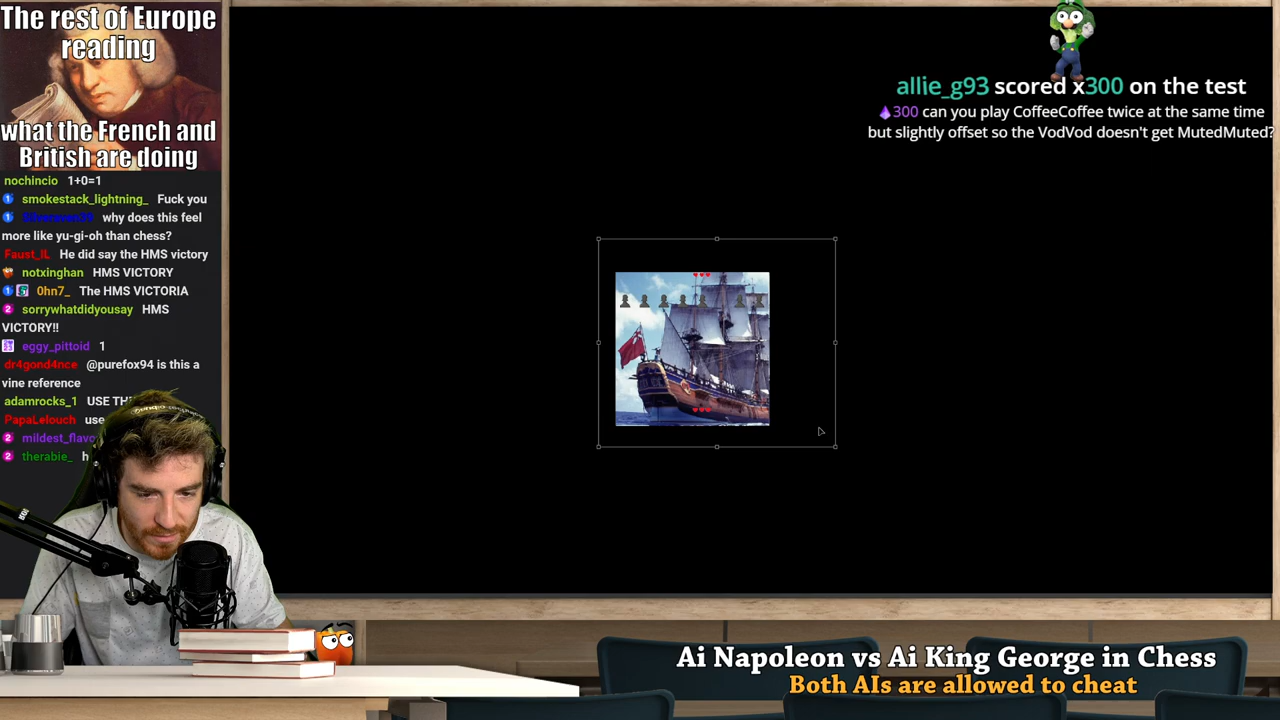 The rest of Europe
reading
what the French and
British are doing
nochincio 1+0=1
smokestack_lightning_ Fuck you
why does this feel
more like yu-gi-oh than chess?
Faust_IL He did say the HMS victory
notxinghan HMS VICTORY
0hn7_ The HMS VICTORIA
sorrywhatdidyousay HMS
VICTORY!!
eggy_pittoid 1
dr4gond4nce @purefox94 is this a
vine reference
adamrocks_1 USE
PapaLelouch use
therabie_
allie_g93 scored x300 on the test
300 can you play CoffeeCoffee twice at the same time
but slightly offset so the VodVod doesn't get MutedMuted?
Ai Napoleon vs Ai King George in Chess
Both AIs are allowed to cheat